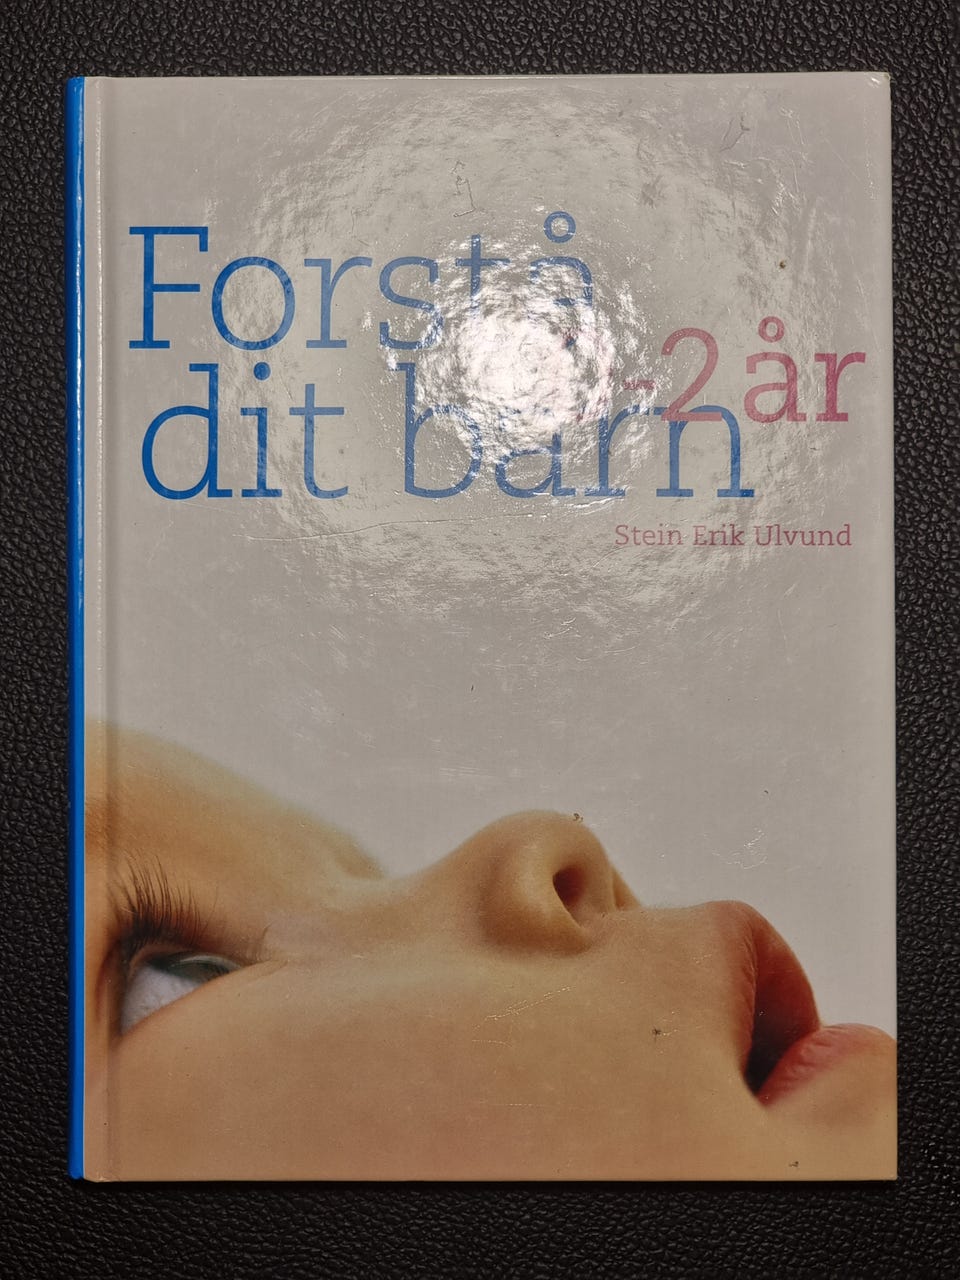 Forstå
dit barn
-2 år
Stein Erik Ulvund